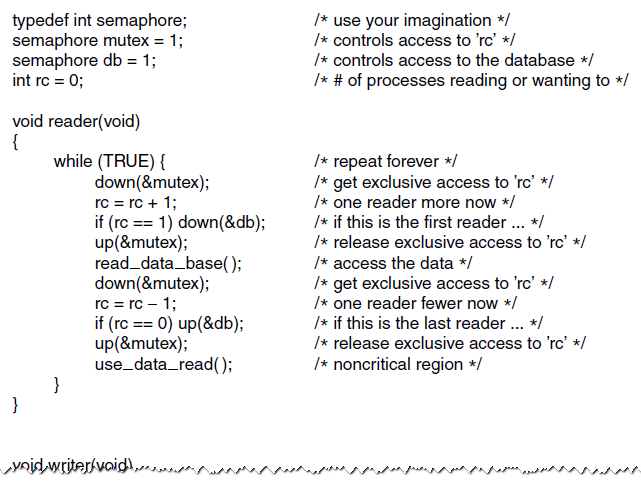 typedef int semaphore; /* use your imagination */
semaphore mutex = 1; /* controls access to ’rc’ */
semaphore db = 1; /* controls access to the database */
int rc = 0; /* # of processes reading or wanting to */
void reader(void)
{
while (TRUE) { /* repeat forever */
down(&mutex); /* get exclusive access to ’rc’ */
rc = rc + 1; /* one reader more now */
if (rc == 1) down(&db); /* if this is the first reader ... */
up(&mutex); /* release exclusive access to ’rc’ */
read_data_base( ); /* access the data */
down(&mutex); /* get exclusive access to ’rc’ */
rc = rc − 1; /* one reader fewer now */
if (rc == 0) up(&db); /* if this is the last reader ... */
up(&mutex); /* release exclusive access to ’rc’ */
use_data_read( ); /* noncritical region */
}
}
void writer(void)